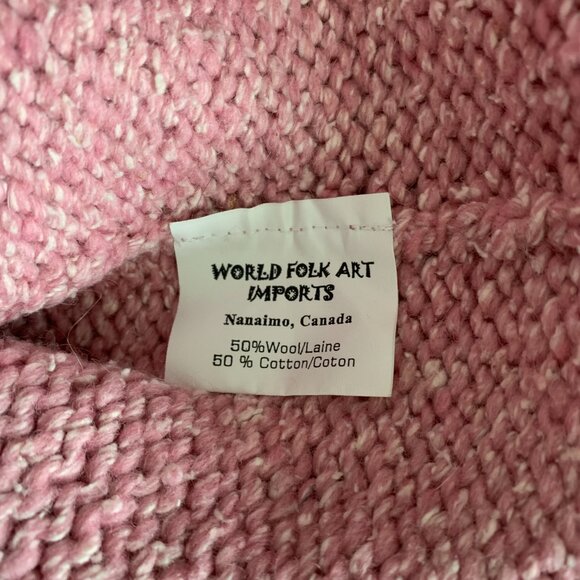 WORLD FOLK ART
IMPORTS
Nanaimo, Canada
50%Wool/Laine
50 % Cotton/Coton